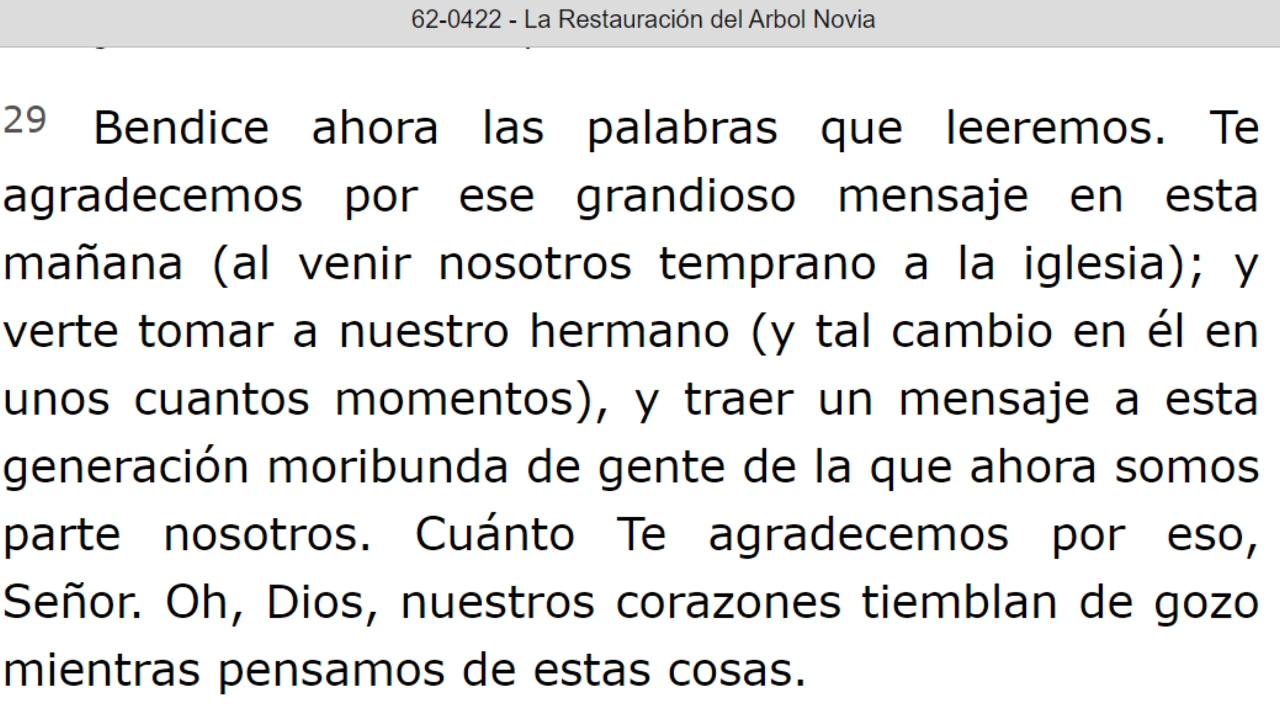 62-0422 - La Restauración del Arbol Novia
29 Bendice ahora las palabras que leeremos. Te
agradecemos por ese grandioso mensaje en esta
mañana (al venir nosotros temprano a la iglesia); y
verte tomar a nuestro hermano (y tal cambio en él en
unos cuantos momentos), y traer un mensaje a esta
generación moribunda de gente de la que ahora somos
parte nosotros. Cuánto Te agradecemos por eso,
Señor. Oh, Dios, nuestros corazones tiemblan de gozo
mientras pensamos de estas cosas.